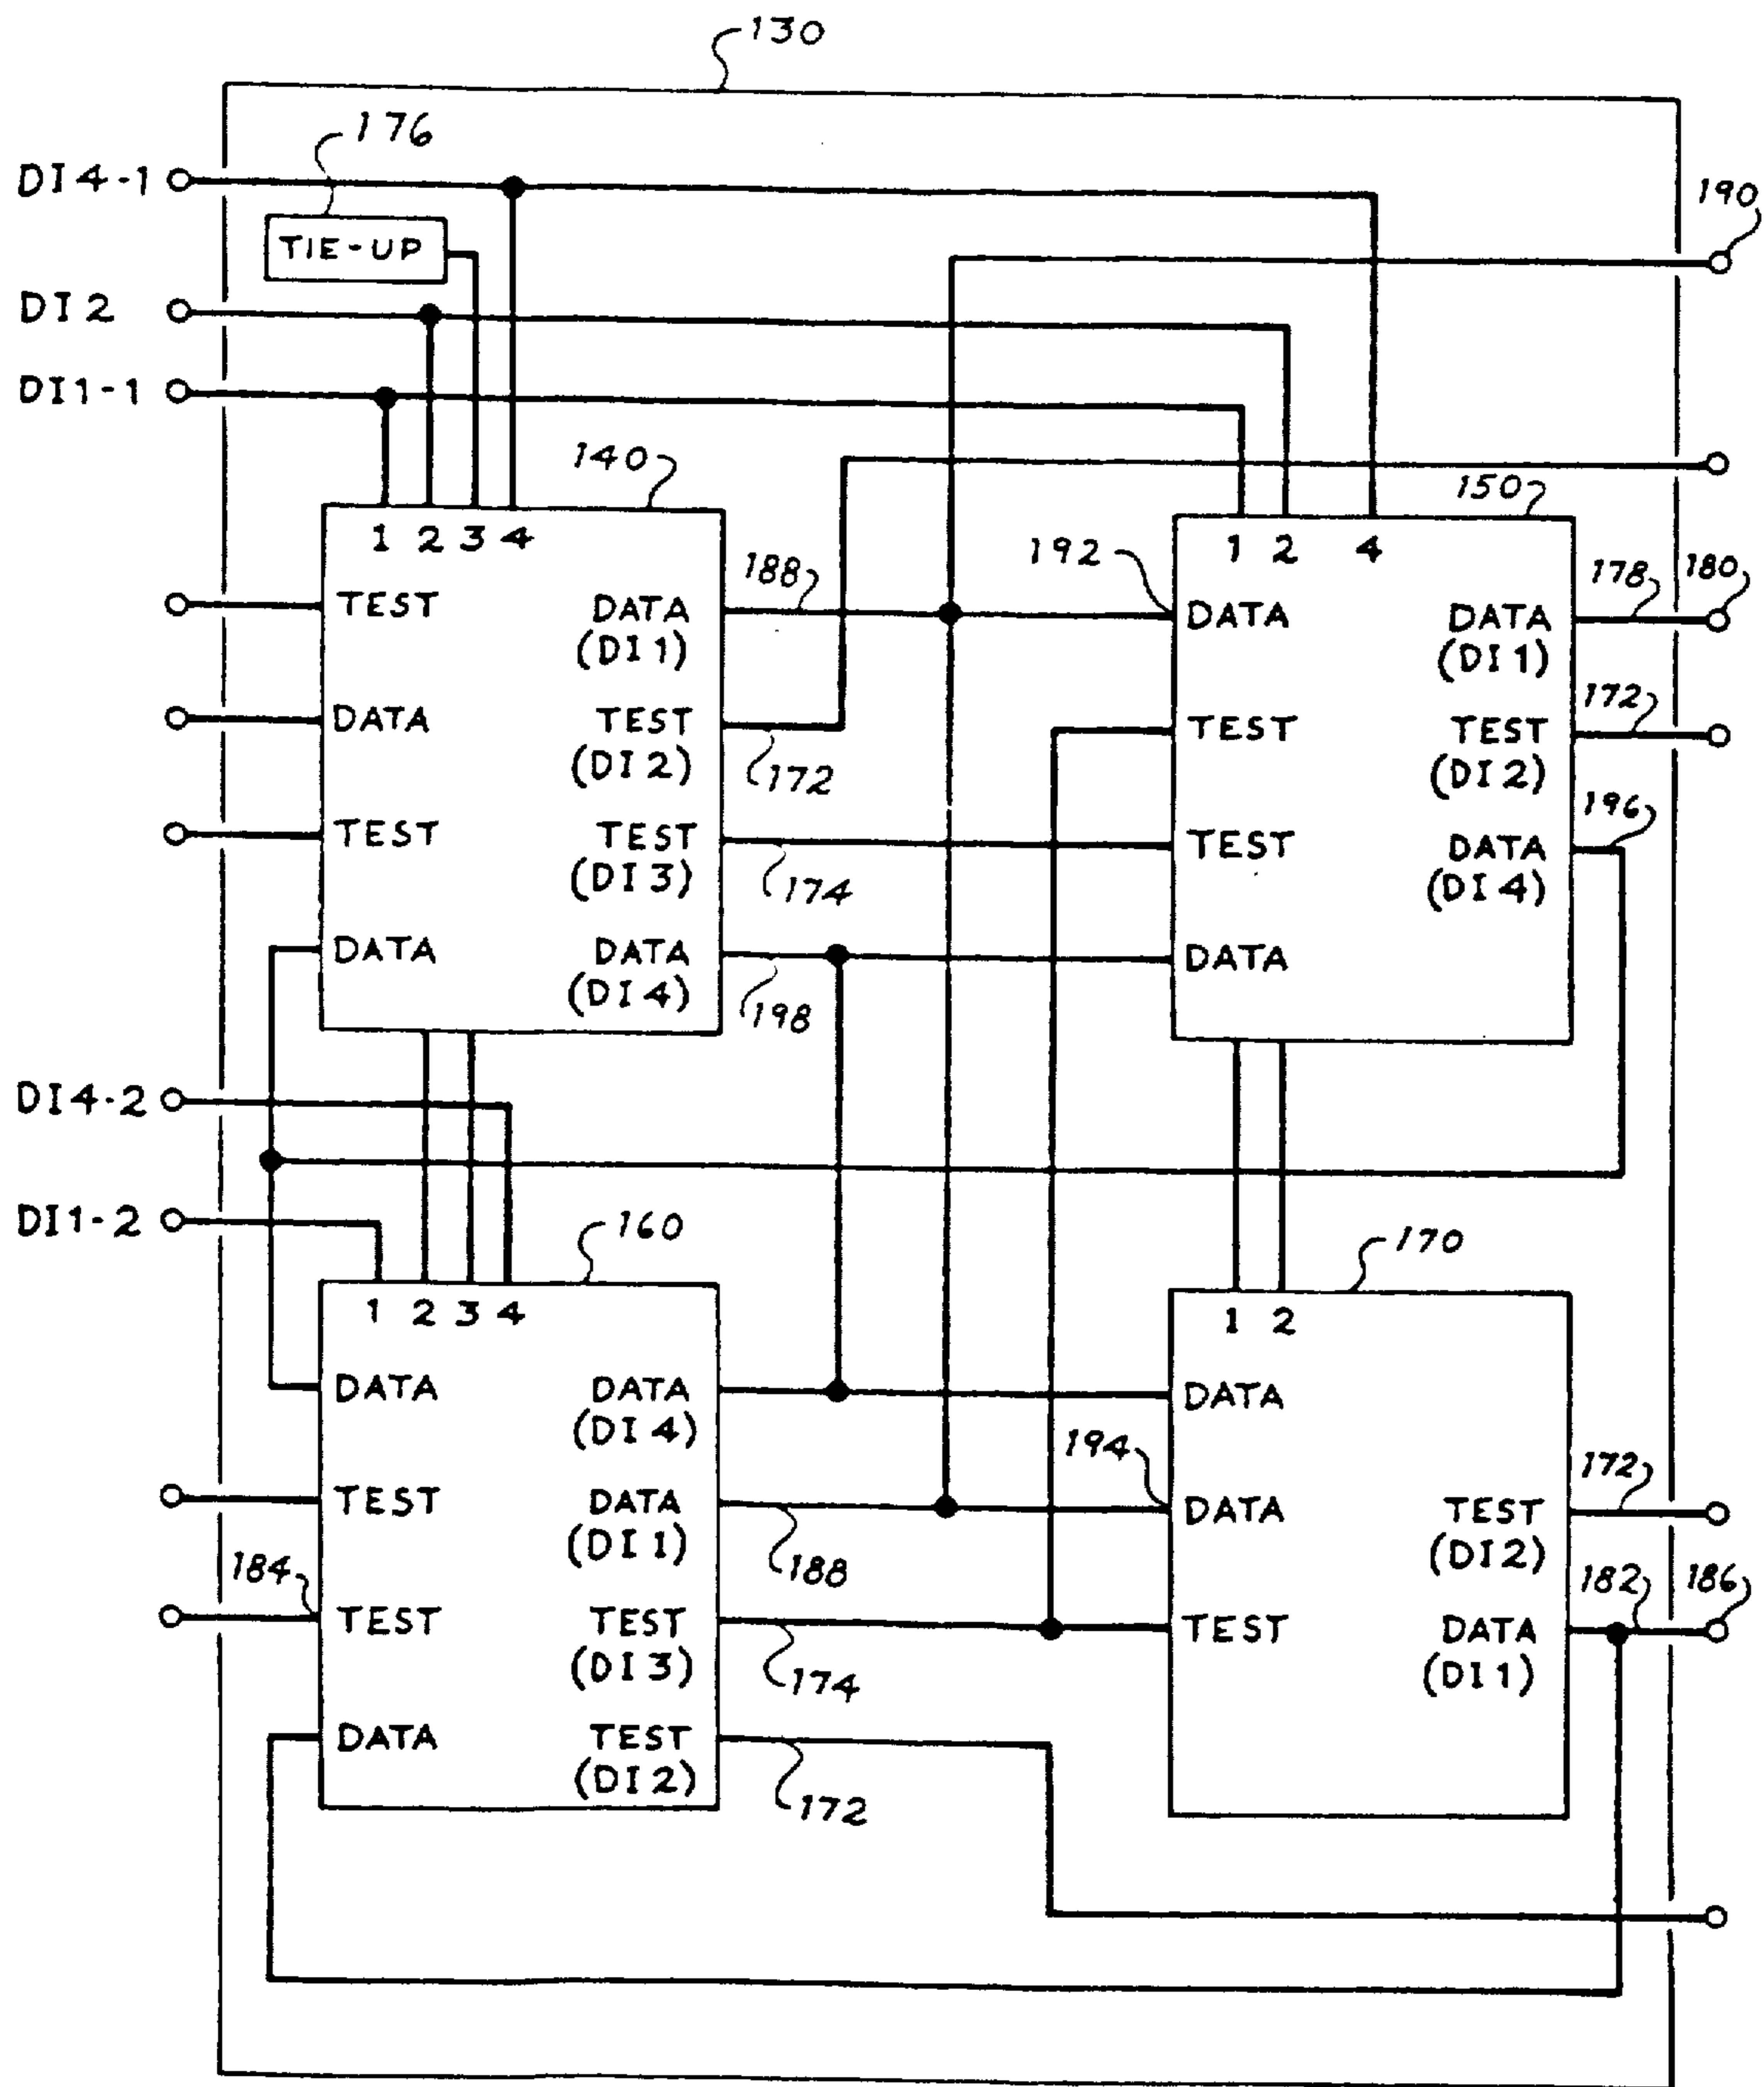 130
176
DI4-1
190
TIE-UP
DI2
DI1-1
140
150
1 2 3 4
192
1 2 4
188
178
180
TEST
DATA
(DI1)
DATA
DATA
(DI1)
172
DATA
TEST
(DI2)
TEST
TEST
(DI2)
172
196
TEST
TEST
(DI3)
TEST
DATA
(DI4)
174
DATA
DATA
(DI4)
DATA
198
DI4-2
DI1-2
160
170
1 2 3 4
1 2
DATA
DATA
(DI4)
DATA
194
172
TEST
DATA
(DI1)
DATA
TEST
(DI2)
188
184
182
186
TEST
TEST
(DI3)
TEST
DATA
(DI1)
174
DATA
TEST
(DI2)
172